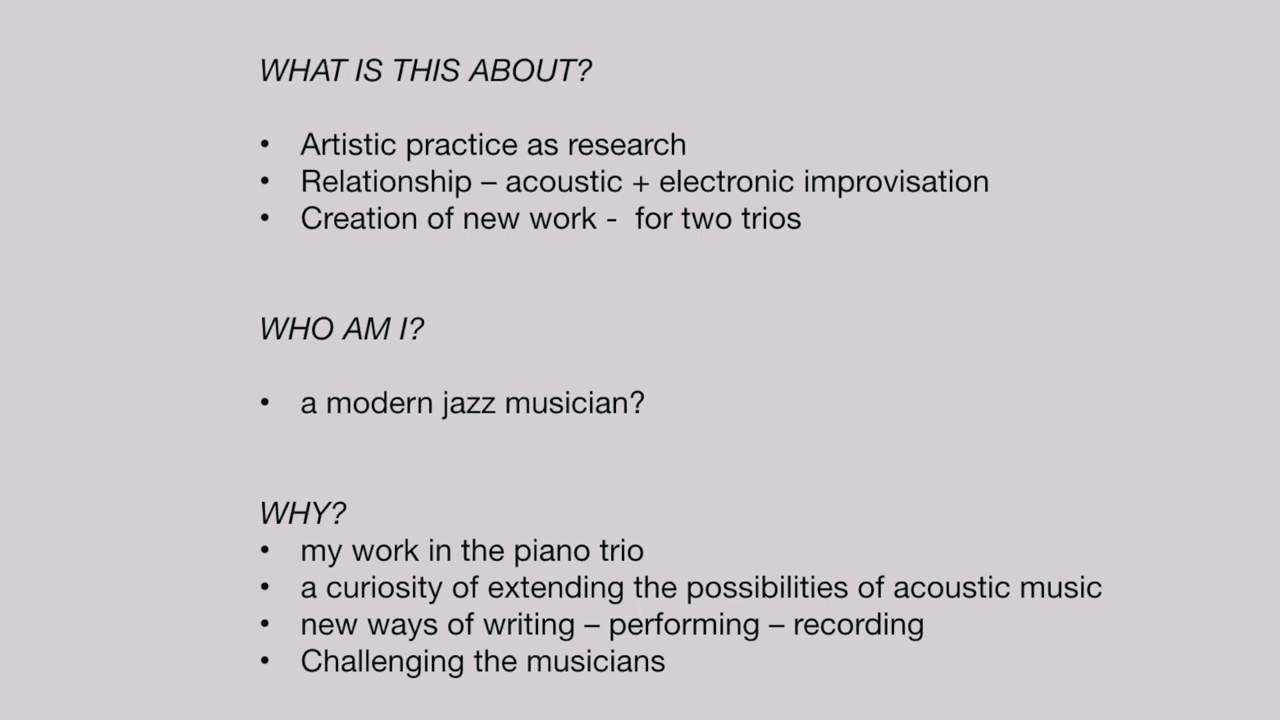 WHAT IS THIS ABOUT?
• Artistic practice as research
• Relationship – acoustic + electronic improvisation
• Creation of new work -  for two trios
WHO AM I?
• a modern jazz musician?
WHY?
• my work in the piano trio
• a curiosity of extending the possibilities of acoustic music
• new ways of writing – performing – recording
• Challenging the musicians